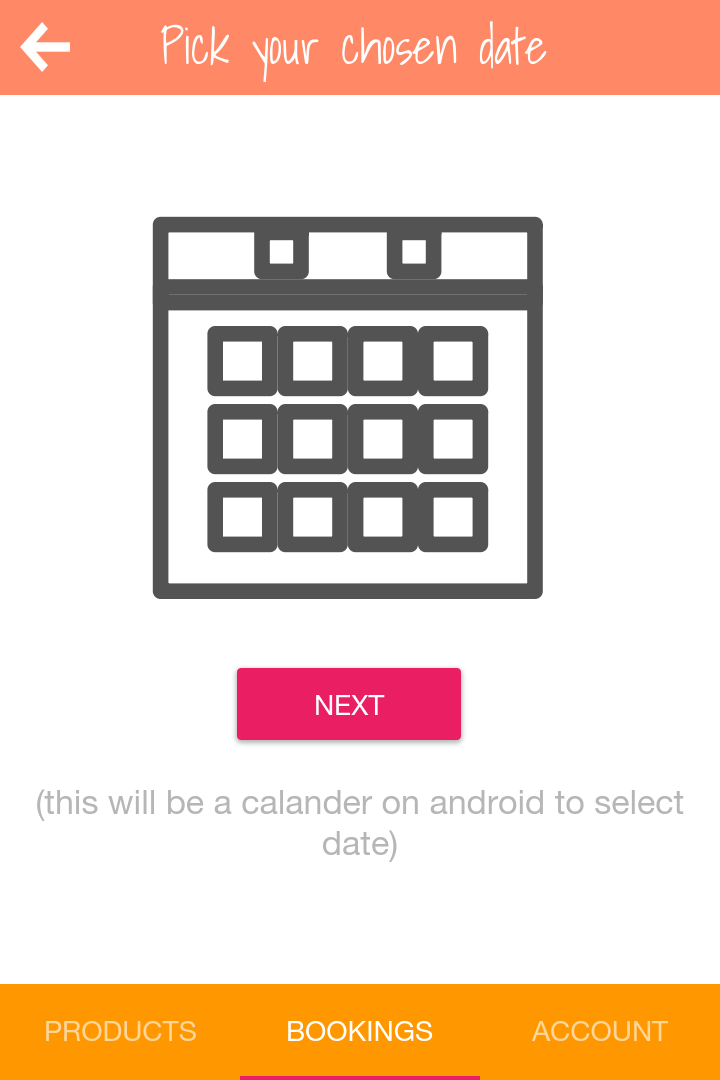 Pick your chosen date
NEXT
(this will be a calander on android to select
date)
PRODUCTS
BOOKINGS
ACCOUNT